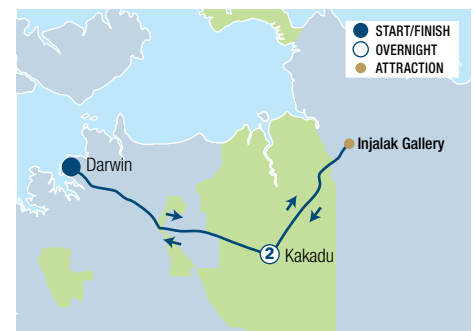 START/FINISH
OVERNIGHT
ATTRACTION
Injalak Gallery
Darwin
2
Kakadu